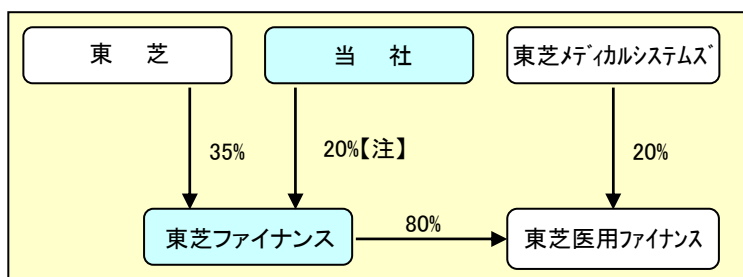 東　芝
当　社
東芝ﾒﾃﾞｨｶﾙｼｽﾃﾑｽﾞ
35%
20%【注】
20%
東芝ファイナンス
80%
東芝医用ﾌｧｲﾅﾝｽ